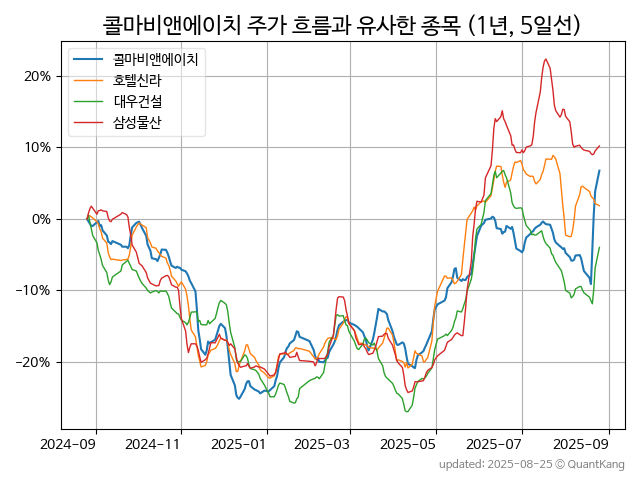 콜마비앤에이치 주가 흐름과 유사한 종목 (1년, 5일선)
콜마비앤에이치
호텔신라
대우건설
삼성물산
20%
10%
0%
−10%
−20%
2024-09
2024-11
2025-01
2025-03
2025-05
2025-07
2025-09
updated: 2025-08-25 © QuantKang